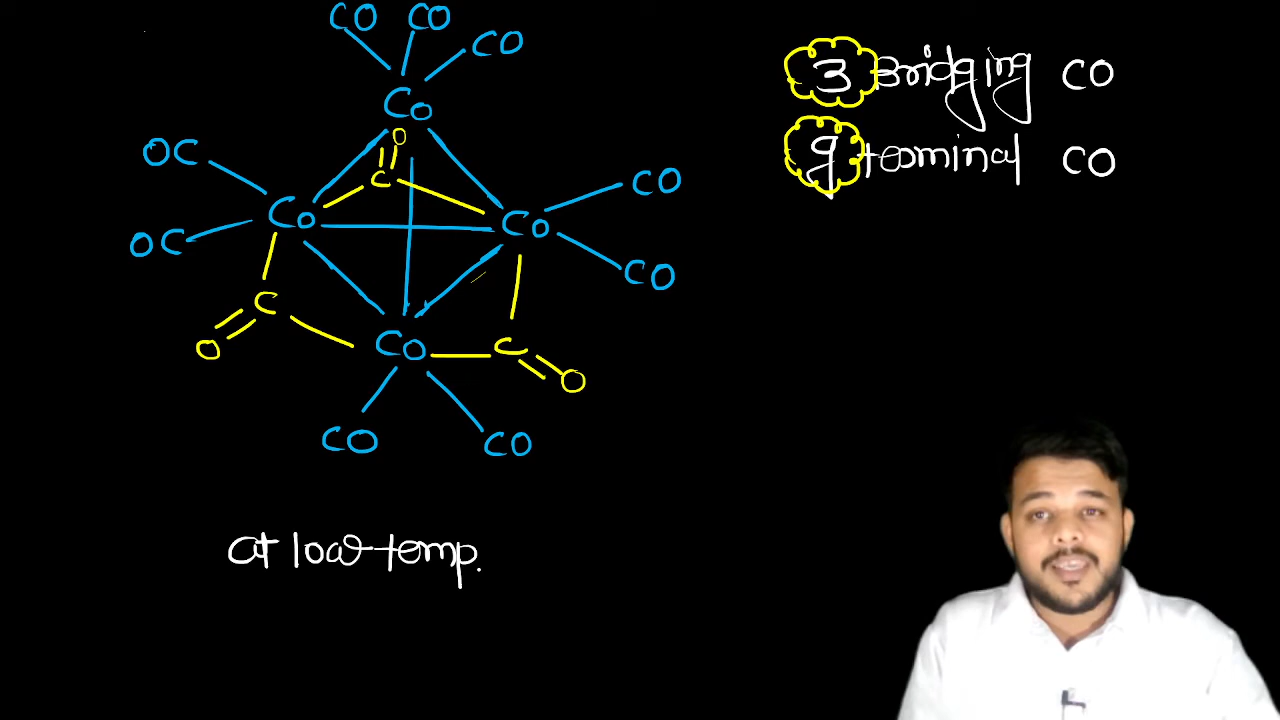 CO CO CO
Co
O
C
OC
Co
OC
Co
CO
CO
C
O
Co
C
O
CO
CO
3 Bridging CO
9 terminal CO
at low temp.